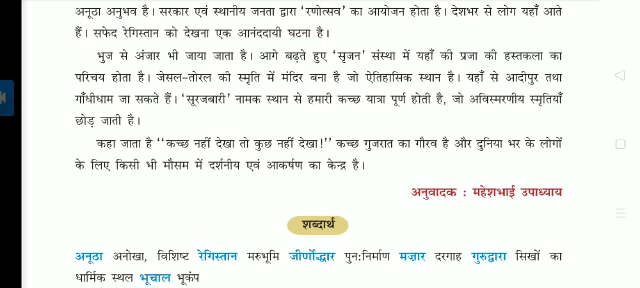 अनूठा अनुभव है। सरकार एवं स्थानीय जनता द्वारा ‘रणोत्सव’ का आयोजन होता है। देशभर से लोग यहाँ आते
हैं। सफेद रेगिस्तान को देखना एक आनंददायी घटना है।
भुज से अंजार भी जाया जाता है। आगे बढ़ते हुए ‘सृजन’ संस्था में यहाँ की प्रजा की हस्तकला का
परिचय होता है। जेसल-तोरल की स्मृति में मंदिर बना है जो ऐतिहासिक स्थान है। यहाँ से आदीपुर तथा
गाँधीधाम जा सकते हैं। ‘सूरजबारी’ नामक स्थान से हमारी कच्छ यात्रा पूर्ण होती है, जो अविस्मरणीय स्मृतियाँ
छोड़ जाती है।
कहा जाता है ‘‘कच्छ नहीं देखा तो कुछ नहीं देखा!’’ कच्छ गुजरात का गौरव है और दुनिया भर के लोगों
के लिए किसी भी मौसम में दर्शनीय एवं आकर्षण का केन्द्र है।
अनुवादक : महेशभाई उपाध्याय
शब्दार्थ
अनूठा अनोखा, विशिष्ट रेगिस्तान मरुभूमि जीर्णोद्धार पुनःनिर्माण मज़ार दरगाह गुरुद्वारा सिखों का
धार्मिक स्थल भूचाल भूकंप